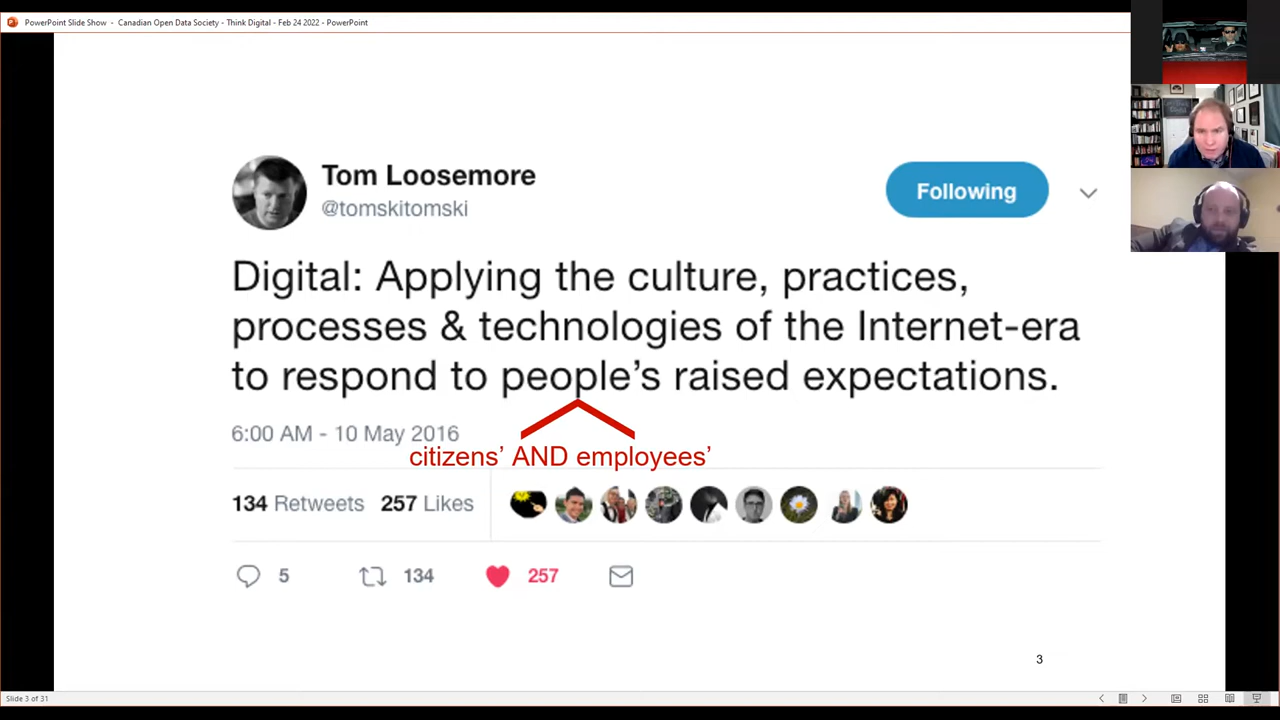 PowerPoint Slide Show - Canadian Open Data Society - Think Digital - Feb 24 2022 - PowerPoint
Tom Loosemore
@tomskitomski
Following
Digital: Applying the culture, practices,
processes & technologies of the Internet-era
to respond to people’s raised expectations.
6:00 AM - 10 May 2016
citizens’ AND employees’
134 Retweets 257 Likes
5 134 257
3
Slide 3 of 31